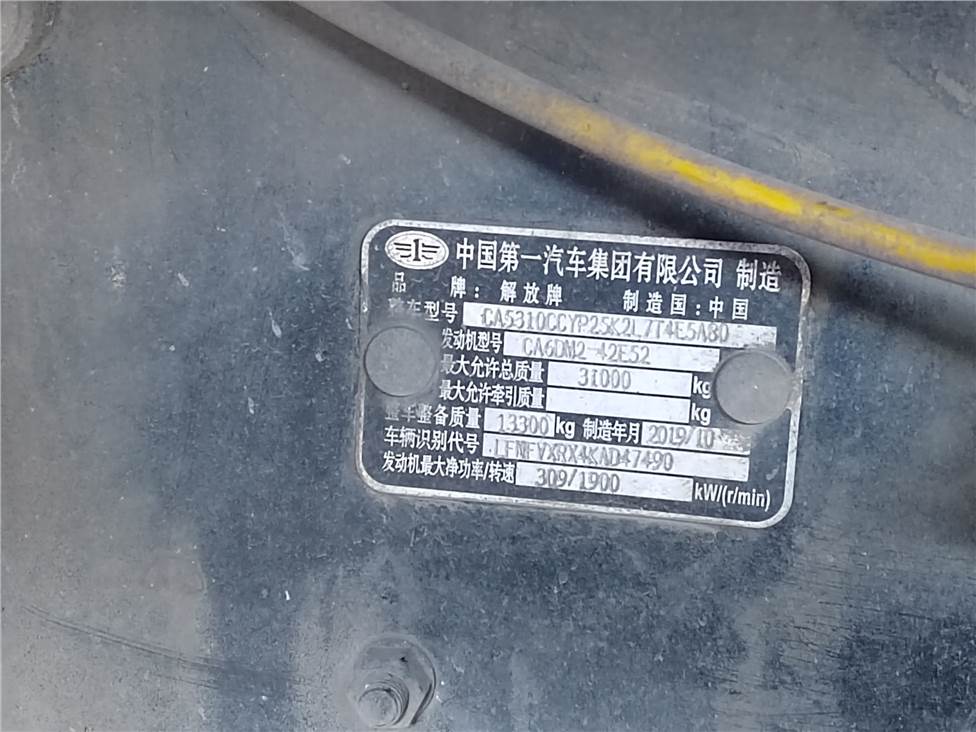 中国第一汽车集团有限公司 制造
品 牌：解放牌 制造国：中国
整车型号 CA5310CCYP25K2L7T4E5A80
发动机型号 CA6DM2-42E52
最大允许总质量 31000 kg
最大允许牵引质量 kg
整车整备质量 13300 kg 制造年月 2019/10
车辆识别代号 LFNFVXRX4KAD47490
发动机最大净功率/转速 309/1900 kW/(r/min)